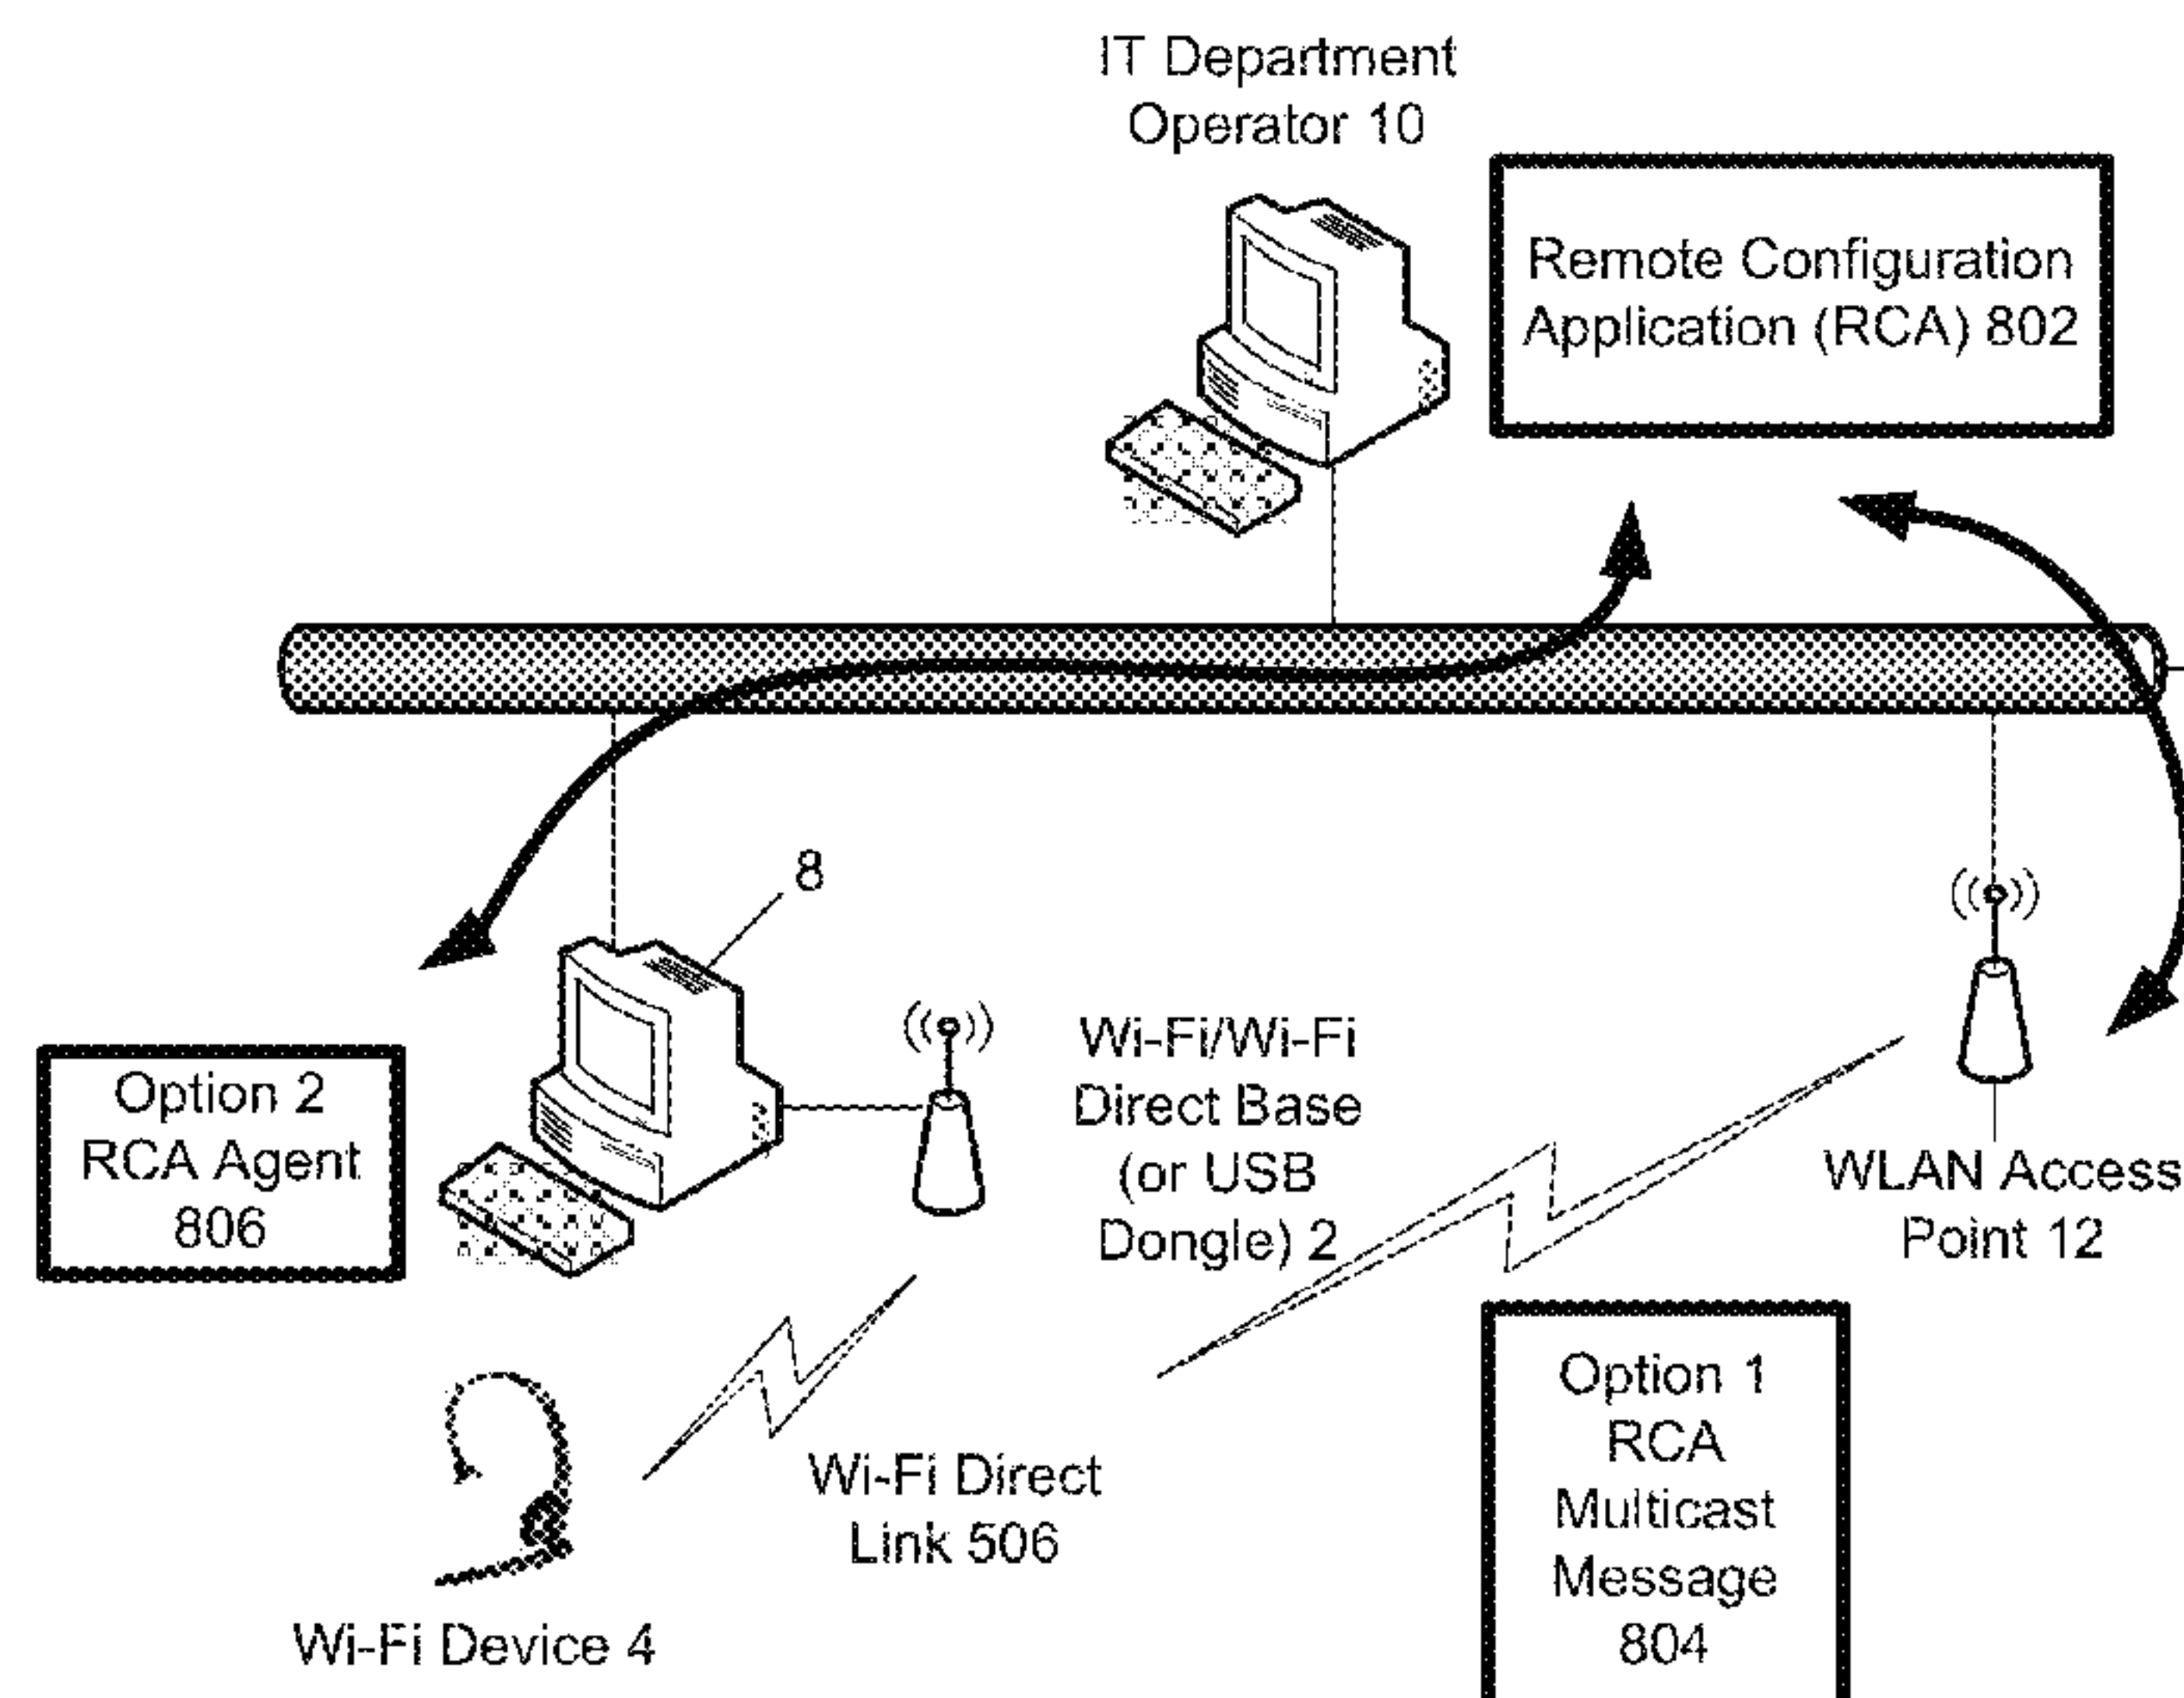 IT Department
Operator 10
Remote Configuration
Application (RCA) 802
8
Option 2
RCA Agent
806
Wi-Fi/Wi-Fi
Direct Base
(or USB
Dongle) 2
WLAN Access
Point 12
Wi-Fi Direct
Link 506
Option 1
RCA
Multicast
Message
804
Wi-Fi Device 4